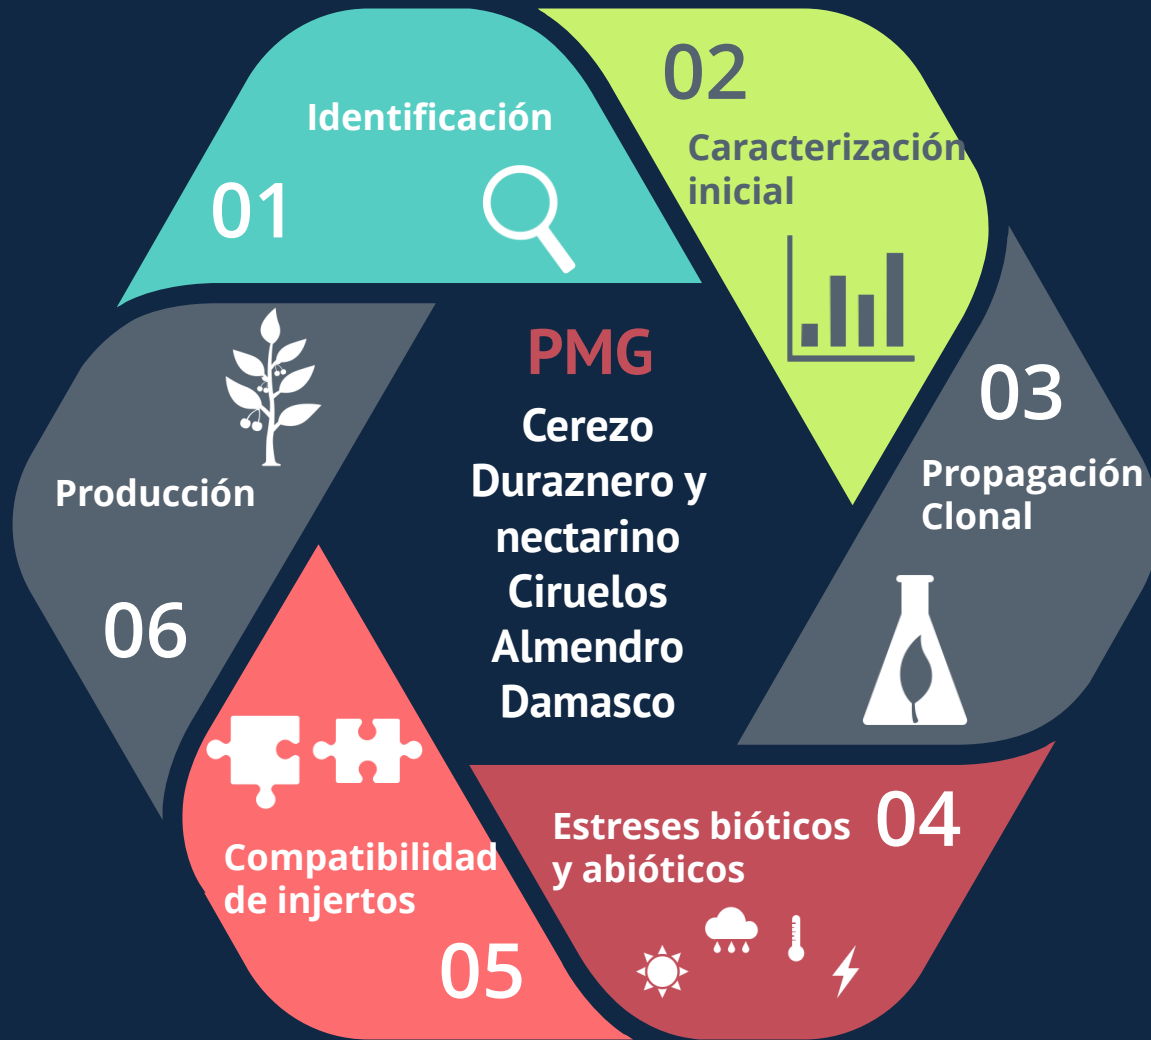 01
Identificación
02
Caracterización
inicial
03
Propagación
Clonal
04
Estreses bióticos
y abióticos
05
Compatibilidad
de injertos
06
Producción
PMG
Cerezo
Duraznero y
nectarino
Ciruelos
Almendro
Damasco